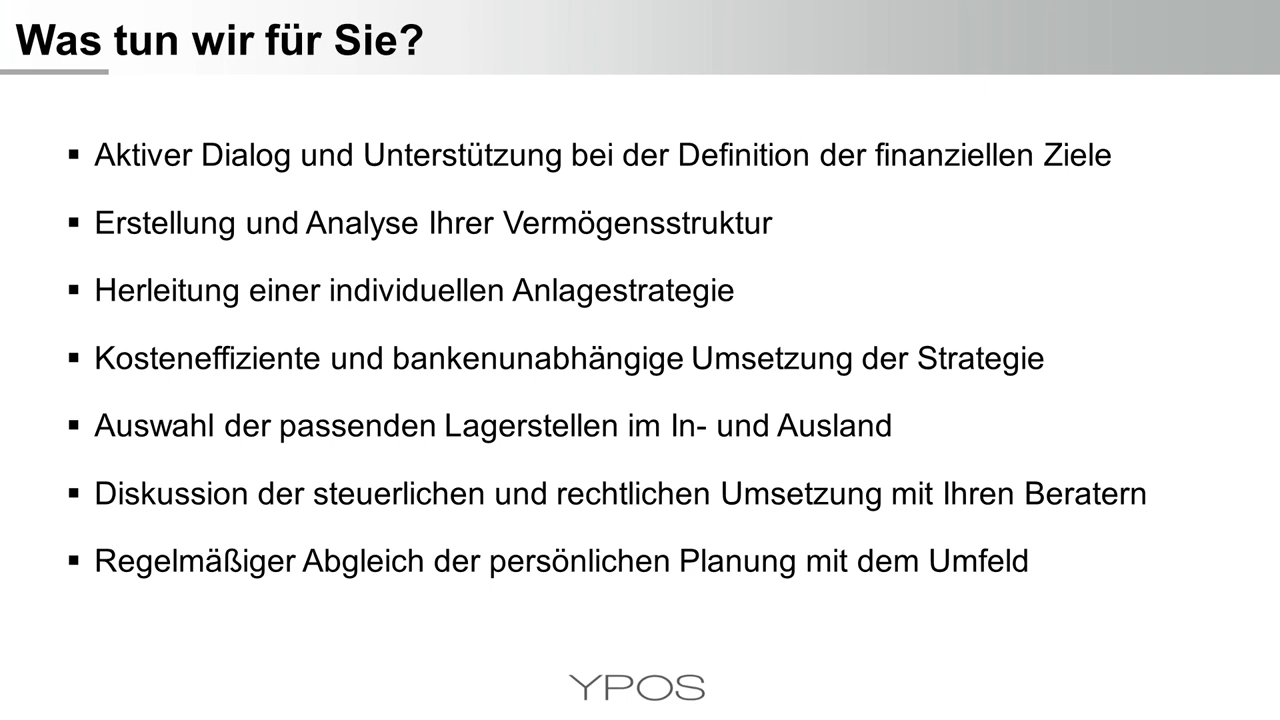 Was tun wir für Sie?
▪ Aktiver Dialog und Unterstützung bei der Definition der finanziellen Ziele
▪ Erstellung und Analyse Ihrer Vermögensstruktur
▪ Herleitung einer individuellen Anlagestrategie
▪ Kosteneffiziente und bankenunabhängige Umsetzung der Strategie
▪ Auswahl der passenden Lagerstellen im In- und Ausland
▪ Diskussion der steuerlichen und rechtlichen Umsetzung mit Ihren Beratern
▪ Regelmäßiger Abgleich der persönlichen Planung mit dem Umfeld
YPOS